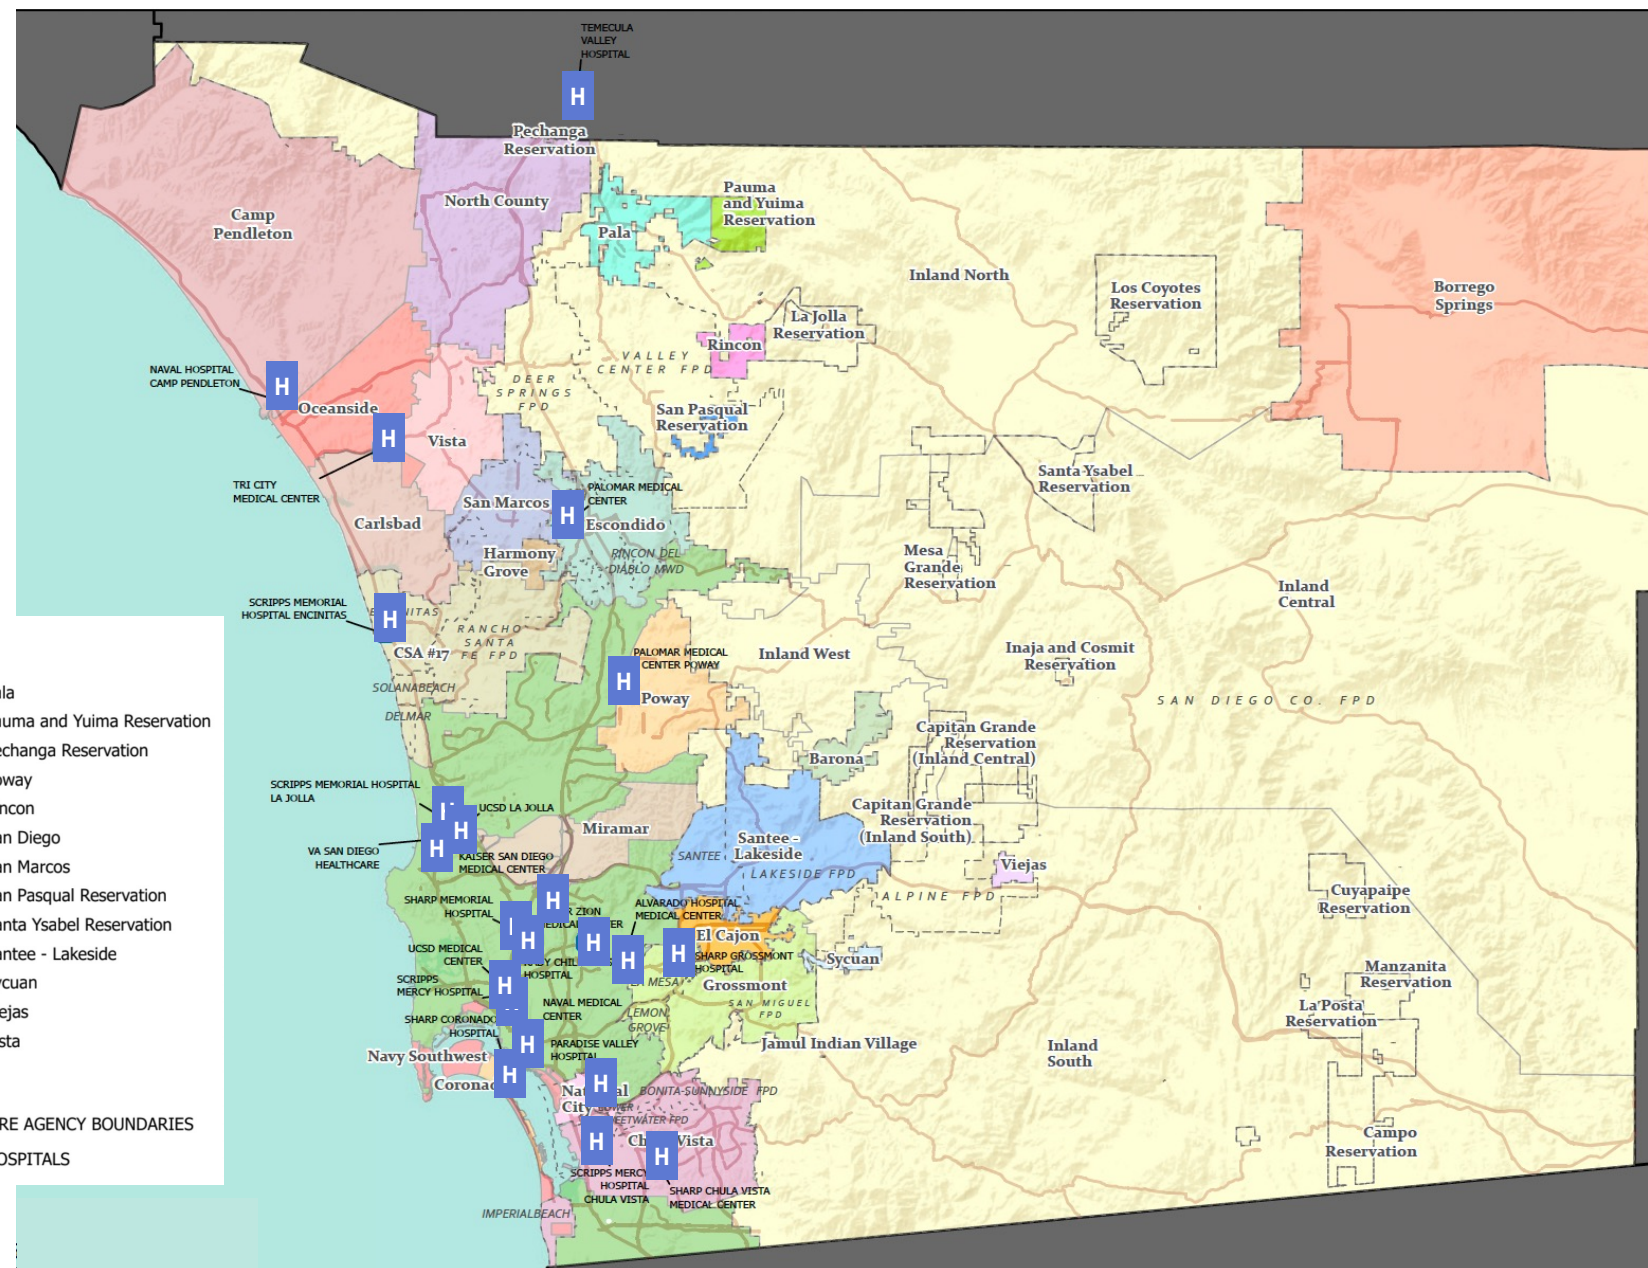 TEMECULA
VALLEY
HOSPITAL
H
Pechanga
Reservation
North County
Camp
Pendleton
Pala
Pauma
and Yuima
Reservation
Inland North
Los Coyotes
Reservation
Borrego
Springs
La Jolla
Reservation
Rincon
VALLEY
CENTER FPD
DEER
SPRINGS
FPD
NAVAL HOSPITAL
CAMP PENDLETON
H
Oceanside
H
Vista
San Pasqual
Reservation
TRI CITY
MEDICAL CENTER
Santa Ysabel
Reservation
San Marcos
PALOMAR MEDICAL
CENTER
H
Escondido
Carlsbad
Harmony
Grove
RINCON DEL
DIABLO MWD
Mesa
Grande
Reservation
Inland
Central
SCRIPPS MEMORIAL
HOSPITAL ENCINITAS
H
RANCHO
SANTA
FE FPD
CSA #17
PALOMAR MEDICAL
CENTER POWAY
H
Poway
Inland West
Inaja and Cosmit
Reservation
SAN DIEGO CO. FPD
SOLANABEACH
DELMAR
Capitan Grande
Reservation
(Inland Central)
Barona
SCRIPPS MEMORIAL HOSPITAL
LA JOLLA
UCSD LA JOLLA
H
H
VA SAN DIEGO
HEALTHCARE
KAISER SAN DIEGO
MEDICAL CENTER
Miramar
Santee -
Lakeside
SANTEE
LAKESIDE FPD
Capitan Grande
Reservation
(Inland South)
Viejas
ALPINE FPD
Cuyapaipe
Reservation
SHARP MEMORIAL
HOSPITAL
H
ZION
ALVARADO HOSPITAL
MEDICAL CENTER
H
H
H
H
El Cajon
SHARP GROSSMONT
HOSPITAL
Sycuan
UCSD MEDICAL
CENTER
HOSPITAL
LA MESA
Grossmont
SAN MIGUEL
FPD
Manzanita
Reservation
La Posta
Reservation
SCRIPPS
MERCY HOSPITAL
H
NAVAL MEDICAL
CENTER
LEMON
GROVE
SHARP CORONADO
HOSPITAL
H
PARADISE VALLEY
HOSPITAL
Jamul Indian Village
Inland
South
Navy Southwest
H
H
BONITA-SUNNYSIDE FPD
City
H
H
Vista
SCRIPPS MERCY
HOSPITAL
CHULA VISTA
SHARP CHULA VISTA
MEDICAL CENTER
Campo
Reservation
IMPERIALBEACH
ala
auma and Yuima Reservation
echanga Reservation
oway
ncon
an Diego
an Marcos
an Pasqual Reservation
anta Ysabel Reservation
antee - Lakeside
ycuan
ejas
sta
RE AGENCY BOUNDARIES
OSPITALS